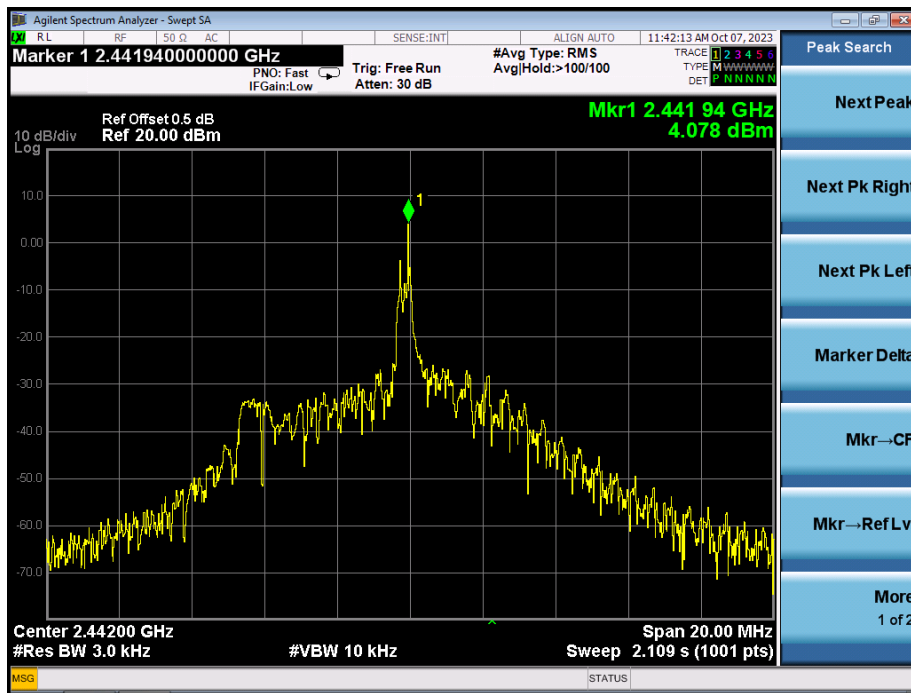 Agilent Spectrum Analyzer - Swept SA
LXI RL RF 50 Ω AC SENSE:INT ALIGN AUTO 11:42:13 AM Oct 07, 2023
Marker 1 2.441940000000 GHz
PNO: Fast
IFGain:Low
Trig: Free Run
Atten: 30 dB
#Avg Type: RMS
Avg|Hold:>100/100
TRACE 1 2 3 4 5 6
TYPE M WWWWW
DET P N N N N N
Peak Search
Next Peak
Next Pk Right
Next Pk Left
Marker Delta
Mkr→CF
Mkr→Ref Lv
More
1 of 2
Mkr1 2.441 94 GHz
4.078 dBm
Ref Offset 0.5 dB
Ref 20.00 dBm
10 dB/div
Log
1
10.0
0.00
-10.0
-20.0
-30.0
-40.0
-50.0
-60.0
-70.0
Center 2.44200 GHz
Span 20.00 MHz
#Res BW 3.0 kHz
#VBW 10 kHz
Sweep 2.109 s (1001 pts)
MSG
STATUS